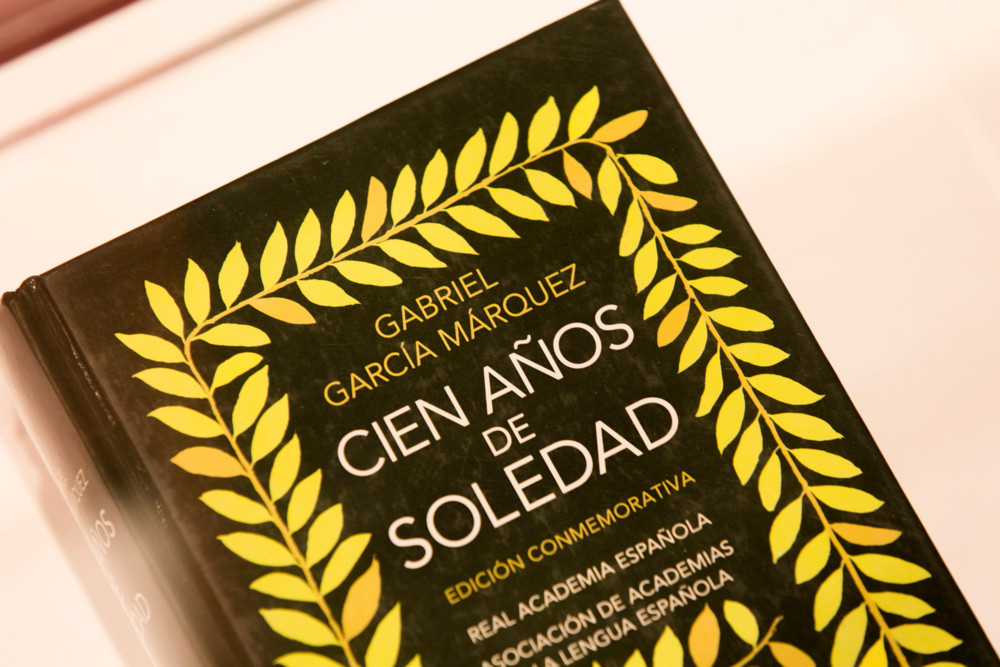 GABRIEL
GARCÍA MÁRQUEZ
CIEN AÑOS
DE
SOLEDAD
EDICIÓN CONMEMORATIVA
REAL ACADEMIA ESPAÑOLA
ASOCIACIÓN DE ACADEMIAS
LA LENGUA ESPAÑOLA